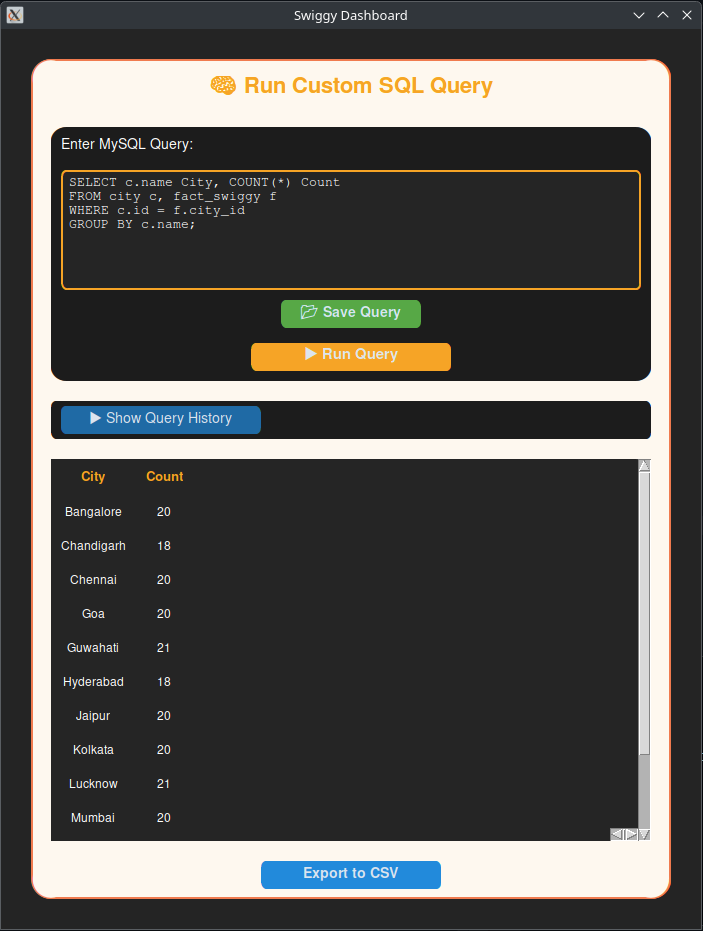 Swiggy Dashboard
🧠 Run Custom SQL Query
Enter MySQL Query:
SELECT c.name City, COUNT(*) Count
FROM city c, fact_swiggy f
WHERE c.id = f.city_id
GROUP BY c.name;
📂 Save Query
▶ Run Query
▶ Show Query History
City Count
Bangalore 20
Chandigarh 18
Chennai 20
Goa 20
Guwahati 21
Hyderabad 18
Jaipur 20
Kolkata 20
Lucknow 21
Mumbai 20
Export to CSV